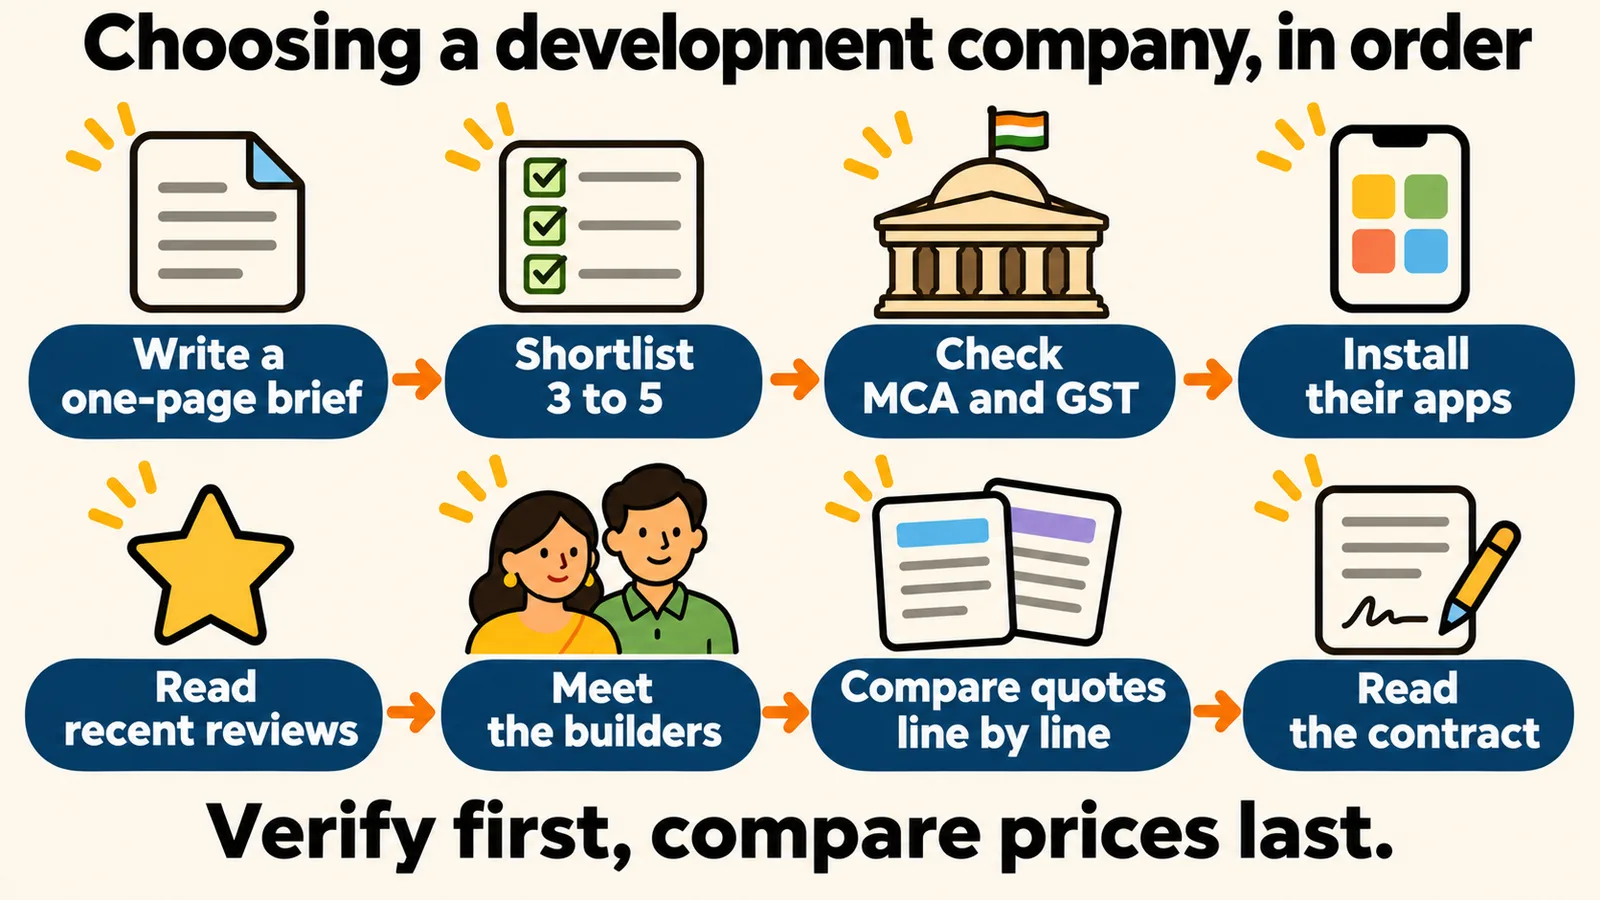 Choosing a development company, in order
Write a
one-page brief
Shortlist
3 to 5
Check
MCA and GST
Install
their apps
Read
recent reviews
Meet
the builders
Compare quotes
line by line
Read
the contract
Verify first, compare prices last.